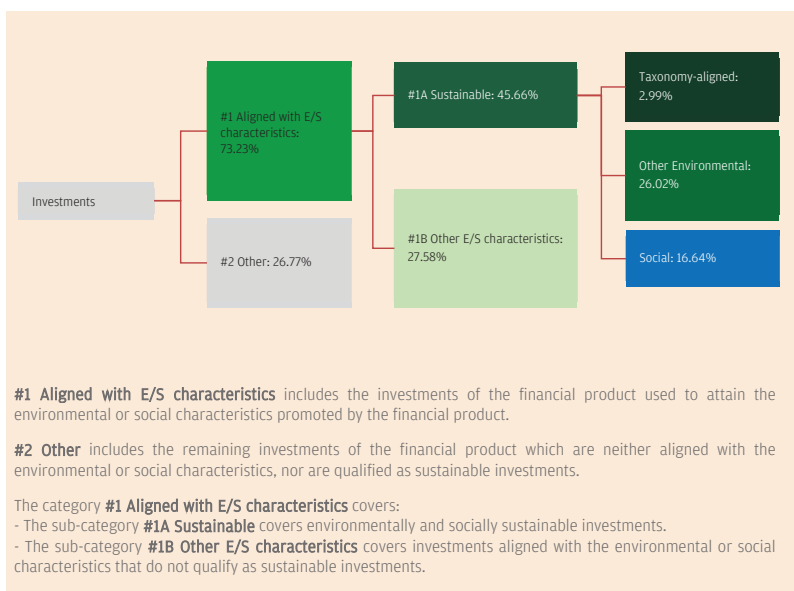 Investments
#1 Aligned with E/S
characteristics:
73.23%
#2 Other: 26.77%
#1A Sustainable: 45.66%
#1B Other E/S characteristics:
27.58%
Taxonomy-aligned:
2.99%
Other Environmental:
26.02%
Social: 16.64%
#1 Aligned with E/S characteristics includes the investments of the financial product used to attain the
environmental or social characteristics promoted by the financial product.
#2 Other includes the remaining investments of the financial product which are neither aligned with the
environmental or social characteristics, nor are qualified as sustainable investments.
The category #1 Aligned with E/S characteristics covers:
- The sub-category #1A Sustainable covers environmentally and socially sustainable investments.
- The sub-category #1B Other E/S characteristics covers investments aligned with the environmental or social
characteristics that do not qualify as sustainable investments.